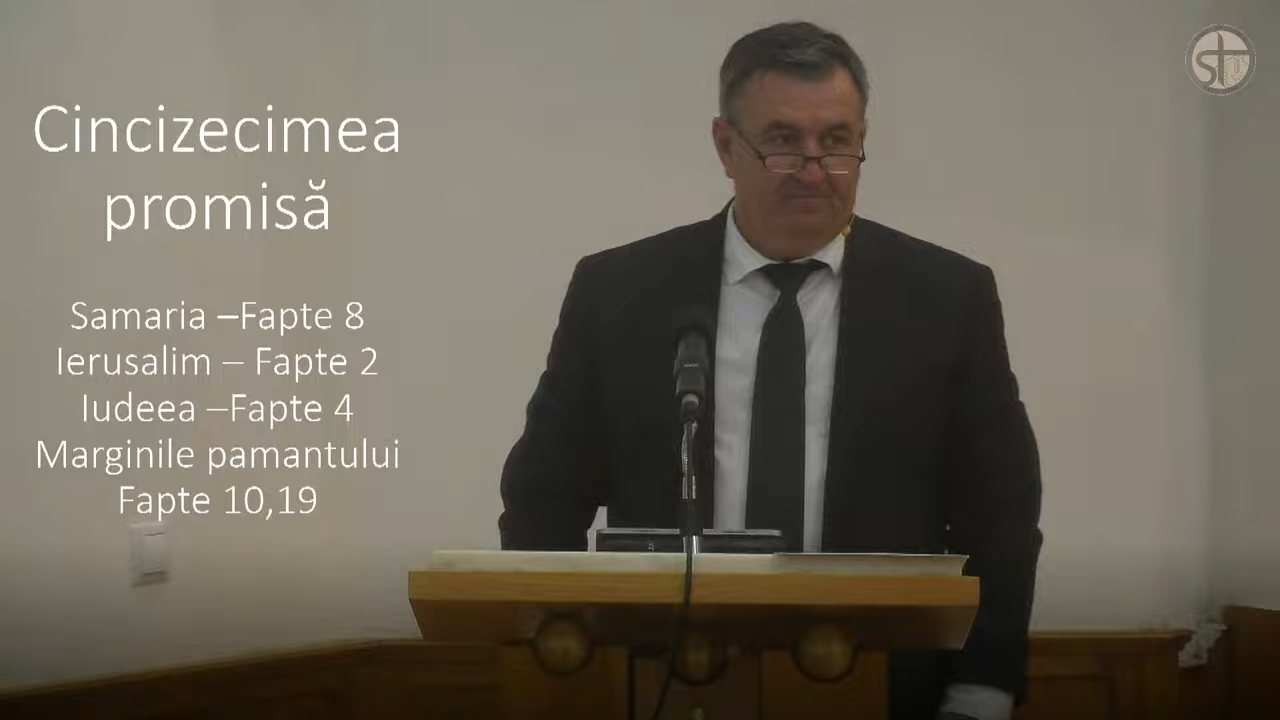 Cincizecimea
promisă
Samaria –Fapte 8
Ierusalim – Fapte 2
Iudeea –Fapte 4
Marginile pamantului
Fapte 10,19